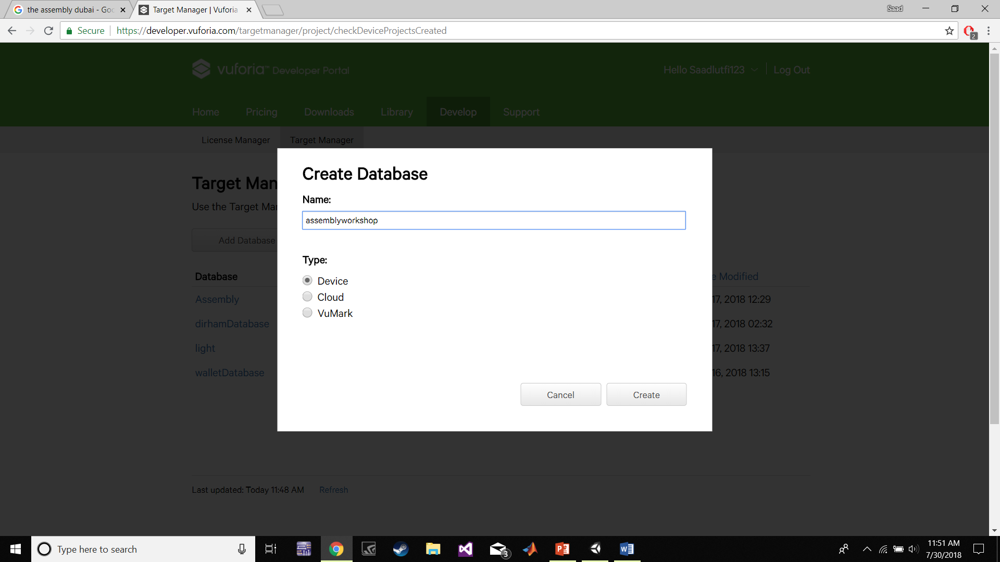 the assembly dubai - Goo
Target Manager | Vuforia
Saad
Secure
https://developer.vuforia.com/targetmanager/project/checkDeviceProjectsCreated
2
vuforia™ Developer Portal
Hello Saadlutfi123
Log Out
Home
Pricing
Downloads
Library
Develop
Support
License Manager
Target Manager
Target Man
Use the Target Mar
Add Database
Database
e Modified
Assembly
17, 2018 12:29
dirhamDatabase
17, 2018 02:32
light
17, 2018 13:37
walletDatabase
16, 2018 13:15
Create Database
Name:
assemblyworkshop
Type:
Device
Cloud
VuMark
Cancel
Create
Last updated: Today 11:48 AM
Refresh
Type here to search
3
11:51 AM
7/30/2018